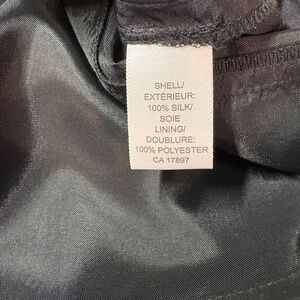 SHELL/
EXTÉRIEUR:
100% SILK/
SOIE
LINING/
DOUBLURE:
100% POLYESTER
CA 17897